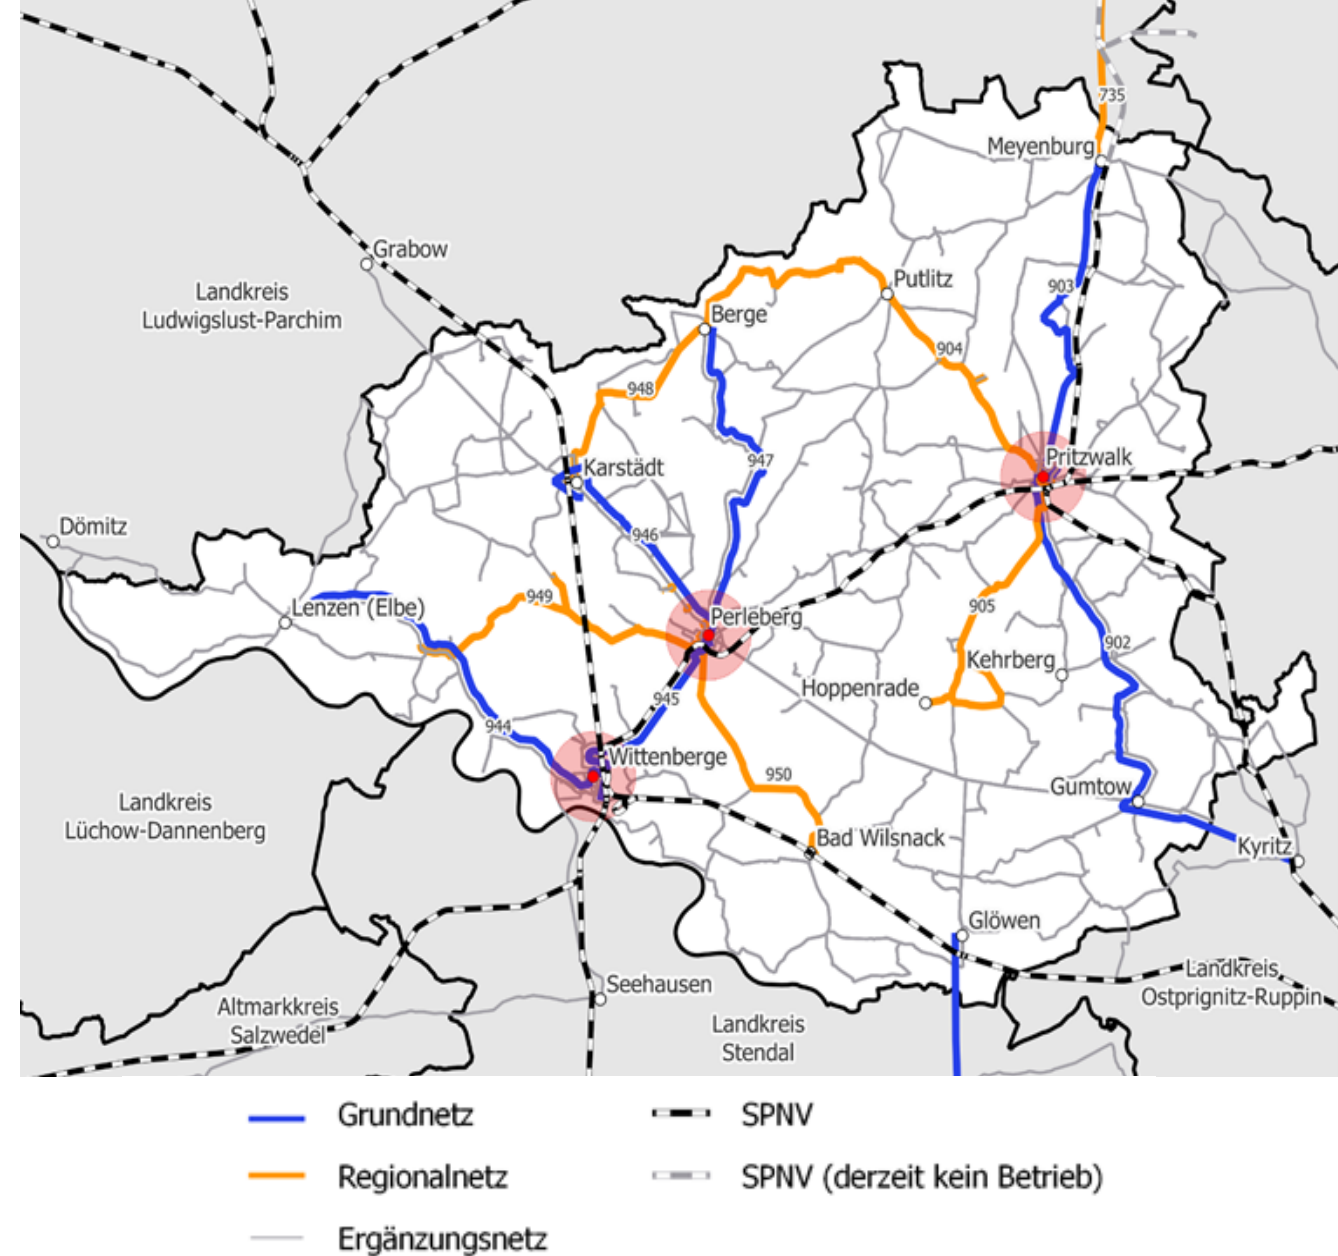 735
Meyenburg
Grabow
Putlitz
Landkreis
Ludwigslust-Parchim
903
Berge
904
948
Pritzwalk
Karstädt
947
Dömitz
946
949
Lenzen (Elbe)
905
Perleberg
902
Kehrberg
Hoppenrade
945
944
Wittenberge
950
Gumtow
Landkreis
Lüchow-Dannenberg
Bad Wilsnack
Kyritz
Glöwen
Landkreis
Ostprignitz-Ruppin
Seehausen
Altmarkkreis
Salzwedel
Landkreis
Stendal
Grundnetz
SPNV
Regionalnetz
SPNV (derzeit kein Betrieb)
Ergänzungsnetz